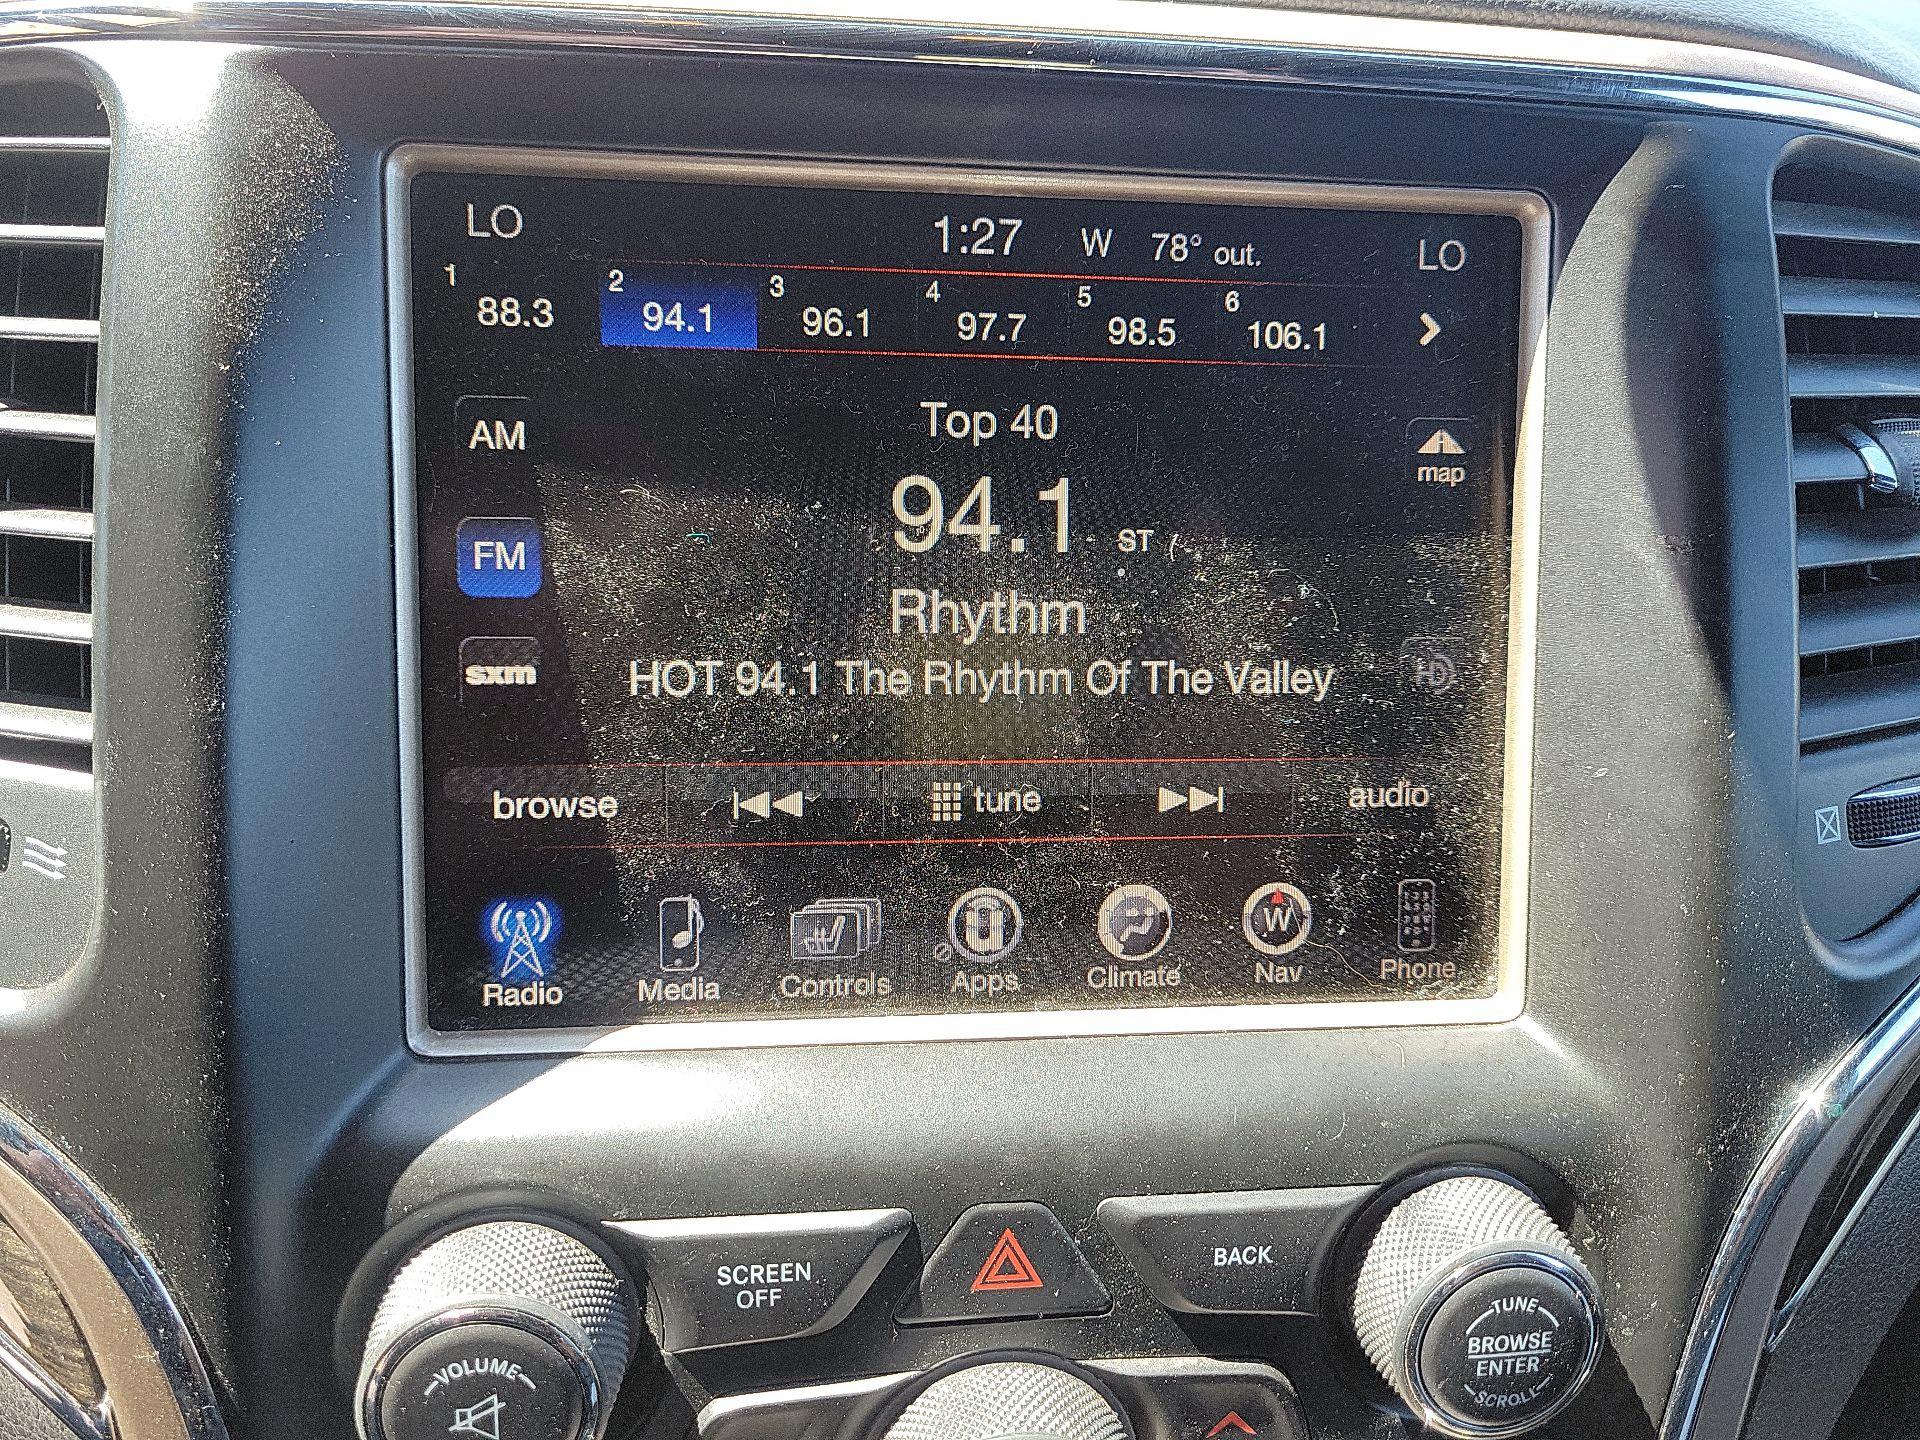 LO 1:27 W 78° out. LO
1 2 3 4 5 6
88.3 94.1 96.1 97.7 98.5 106.1
AM Top 40
map
94.1 ST
FM
Rhythm
sxm HOT 94.1 The Rhythm Of The Valley HD
browse tune audio
W
Radio Media Controls Apps Climate Nav Phone
SCREEN
OFF
BACK
VOLUME
TUNE
BROWSE
ENTER
SCROLL